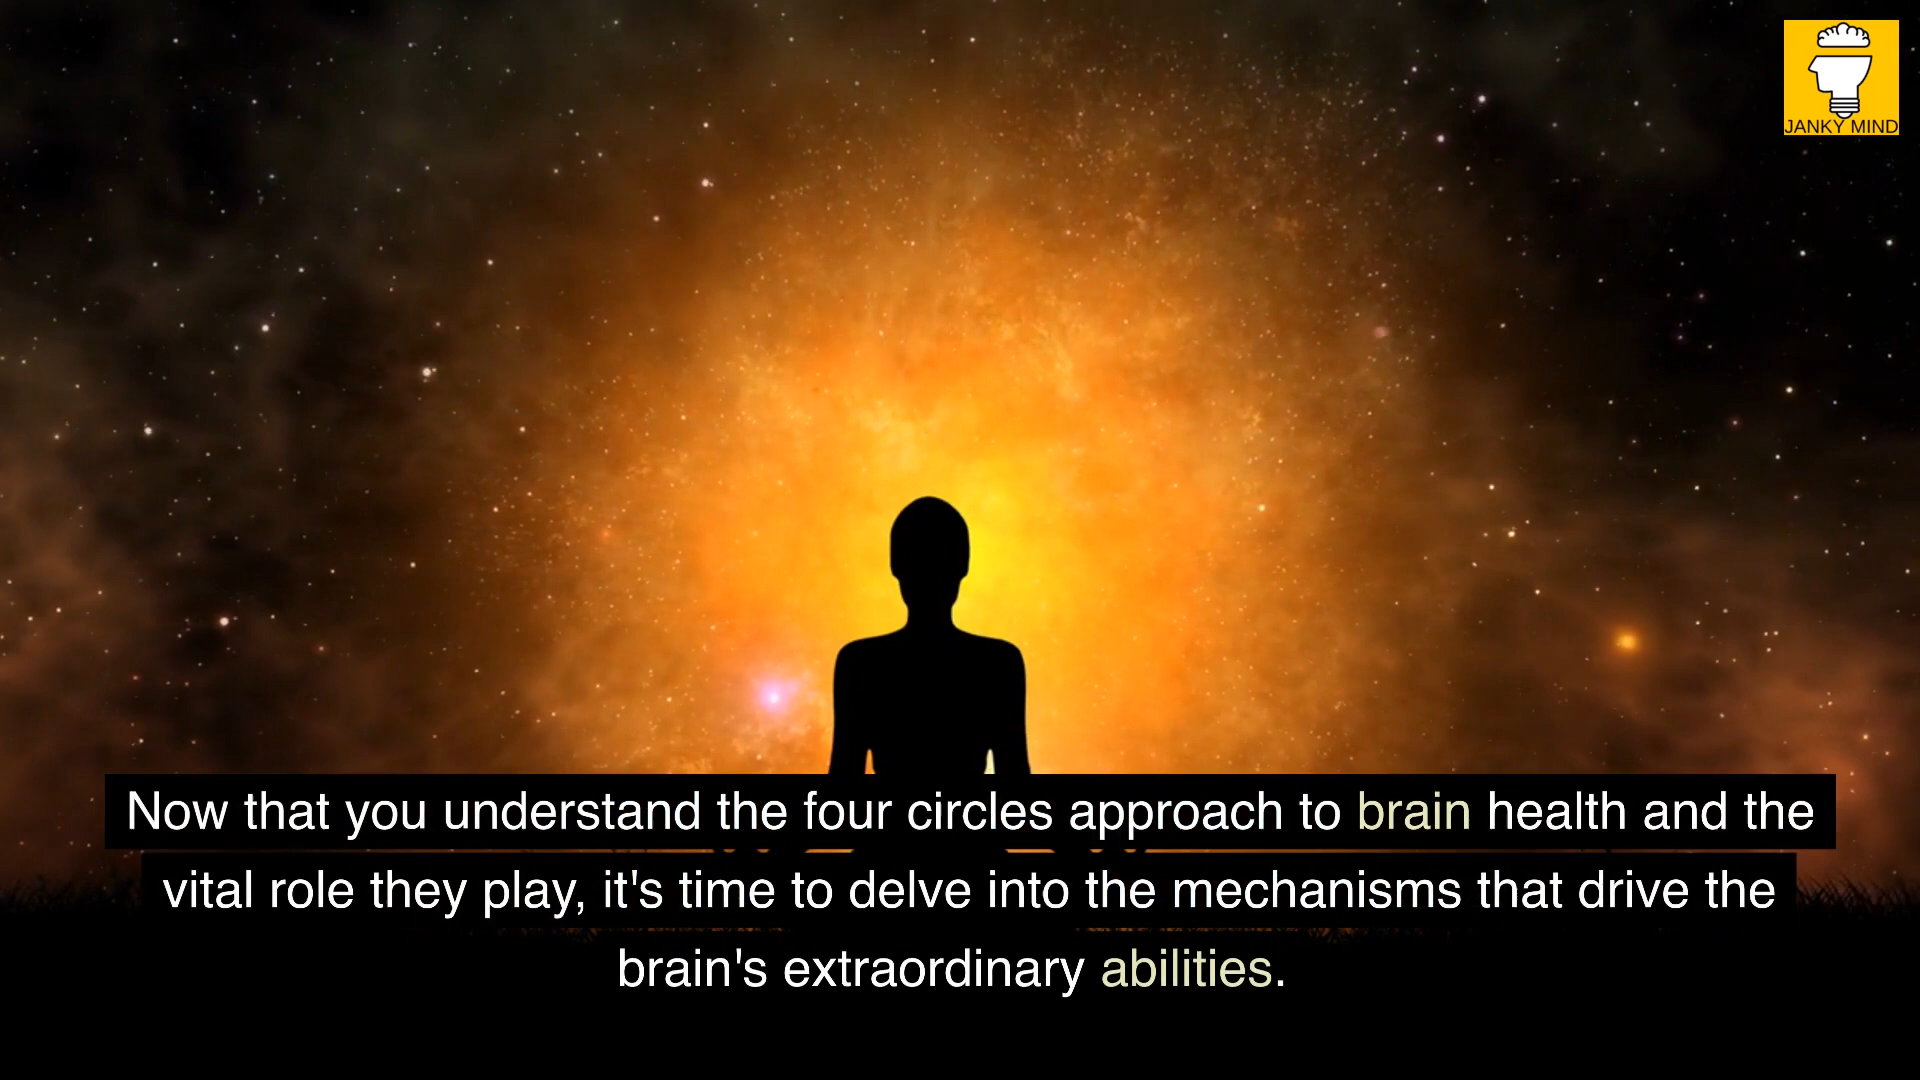 JANKY MIND
Now that you understand the four circles approach to brain health and the
vital role they play, it's time to delve into the mechanisms that drive the
brain's extraordinary abilities.